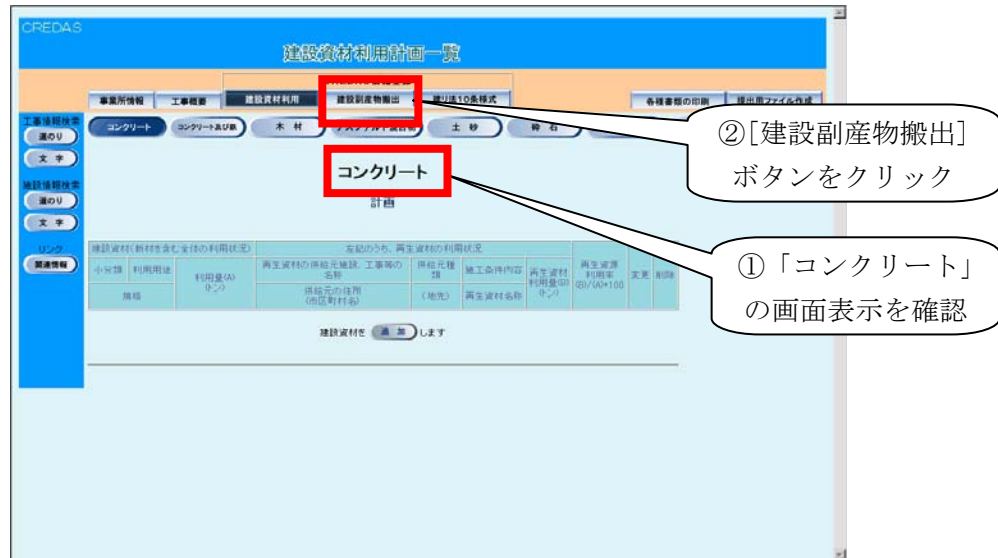 CREDAS
建設資材利用計画一覧
事業所情報
工事概要
建設資材利用
建設副産物搬出
建リ法10条様式
各種書類の印刷
提出用ファイル作成
工事情報検索
道のり
文 字
施設情報検索
道のり
文 字
リンク
関連情報
コンクリート
コンクリート及び鉄
木 材
土 砂
砕 石
コンクリート
計画
建設資材(新材を含む全体の利用状況)
左記のうち、再生資材の利用状況
小分類
利用用途
利用量(A)
(トン)
規格
再生資材の供給元施設、工事等の
名称
供給元の住所
(市区町村名)
供給元種
類
(地先)
施工条件内容
再生資材名称
再生資材
利用量(B)
(トン)
再生資源
利用率
(B)/(A)*100
変更
削除
建設資材を 追 加 します
②[建設副産物搬出]
ボタンをクリック
①「コンクリート」
の画面表示を確認